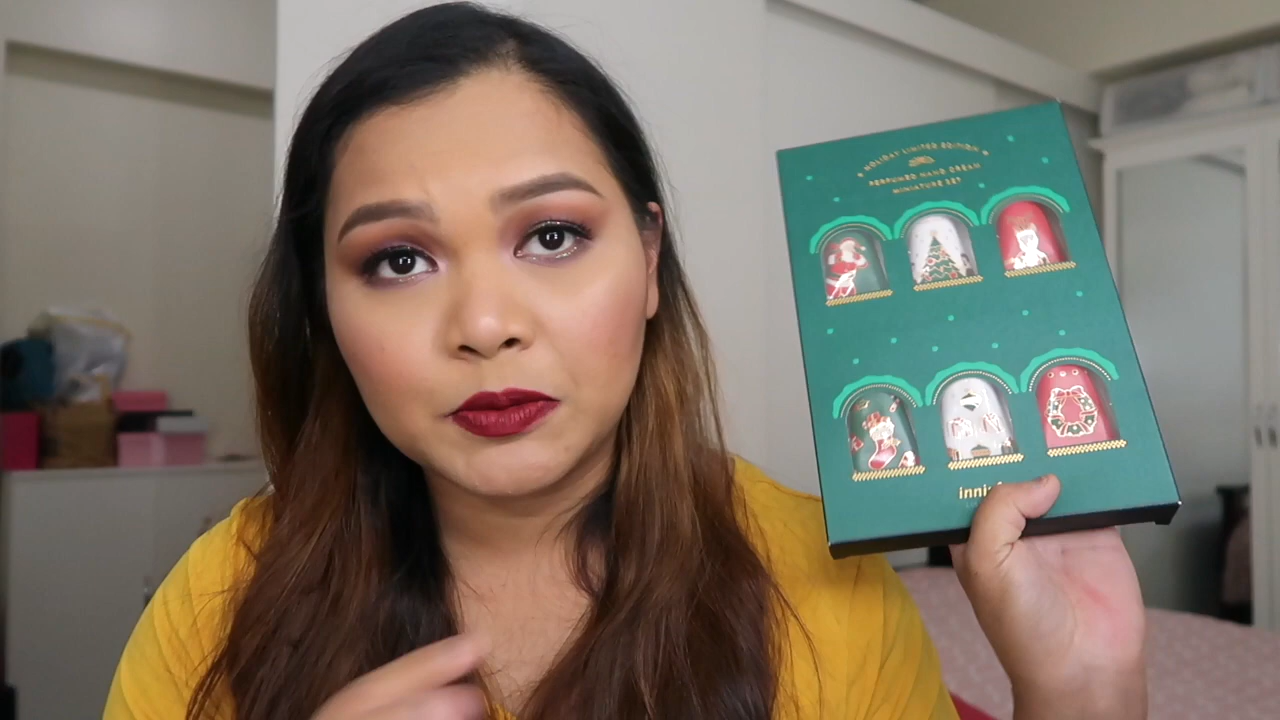 HOLIDAY LIMITED EDITION
PERFUMED HAND CREAM
MINIATURE SET